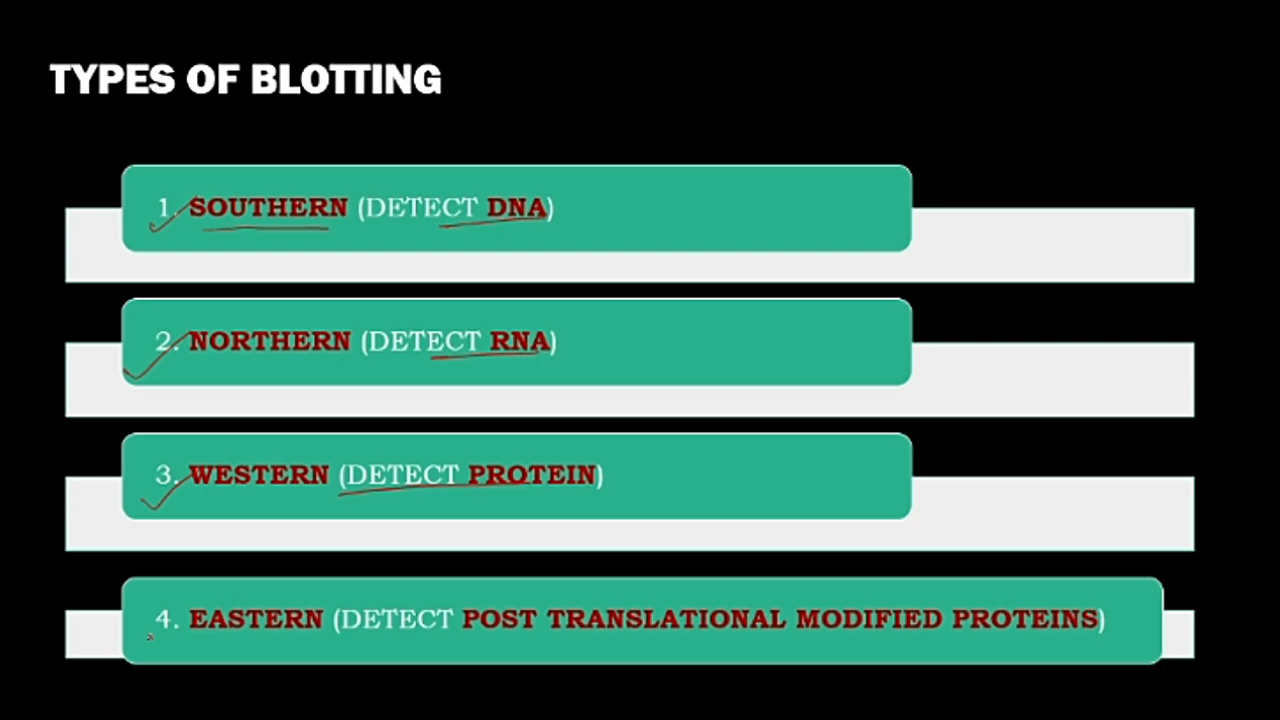 TYPES OF BLOTTING
1. SOUTHERN (DETECT DNA)
2. NORTHERN (DETECT RNA)
3. WESTERN (DETECT PROTEIN)
4. EASTERN (DETECT POST TRANSLATIONAL MODIFIED PROTEINS)